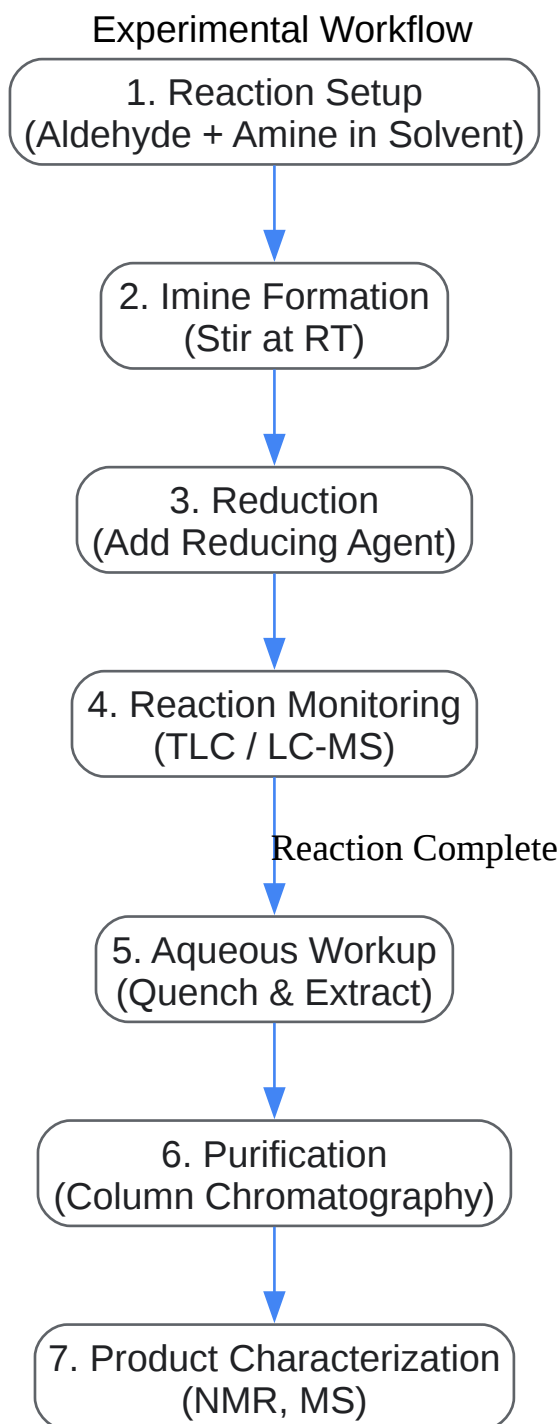 Experimental Workflow
1. Reaction Setup
(Aldehyde + Amine in Solvent)
2. Imine Formation
(Stir at RT)
3. Reduction
(Add Reducing Agent)
4. Reaction Monitoring
(TLC / LC-MS)
Reaction Complete
5. Aqueous Workup
(Quench & Extract)
6. Purification
(Column Chromatography)
7. Product Characterization
(NMR, MS)